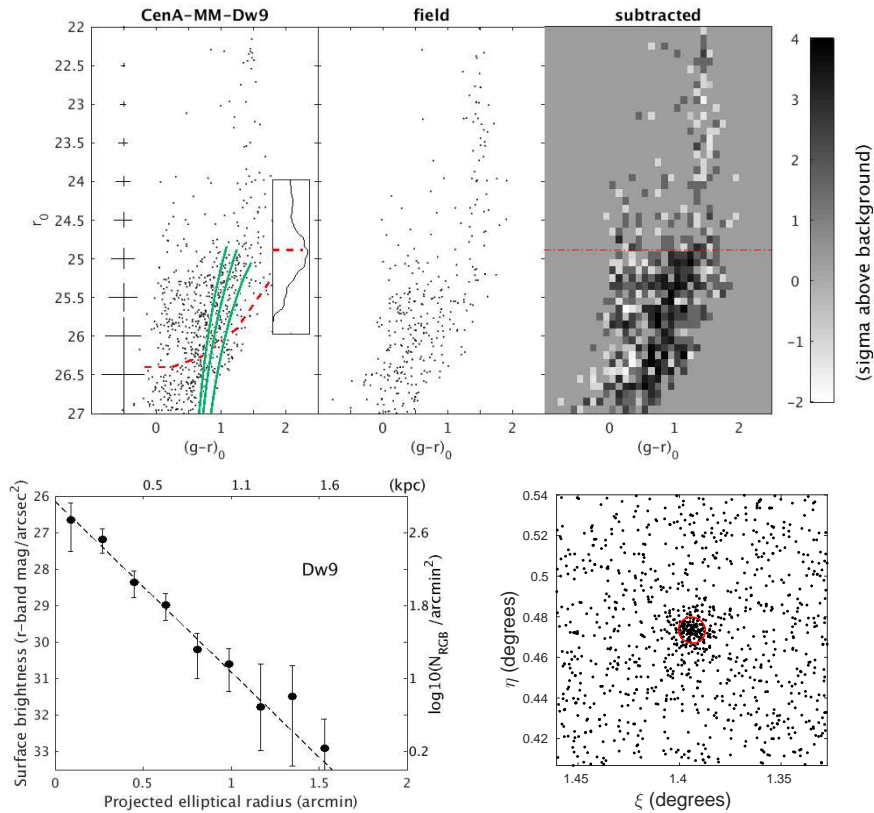 CenA-MM-Dw9 field subtracted
22
22.5
23
23.5
24
24.5
25
25.5
26
26.5
27
r0
0 1 2
(g-r)0
0 1 2
(g-r)0
0 1 2
(g-r)0
4
3
2
1
0
-1
-2
(sigma above background)
0.5 1.1 1.6 (kpc)
26
27
28
29
30
31
32
33
Surface brightness (r-band mag/arcsec²)
Dw9
2.6
1.8
1
0.2
log10(N_RGB /arcmin²)
0 0.5 1 1.5 2
Projected elliptical radius (arcmin)
0.54
0.52
0.5
0.48
0.46
0.44
0.42
η (degrees)
1.45 1.4 1.35
ξ (degrees)